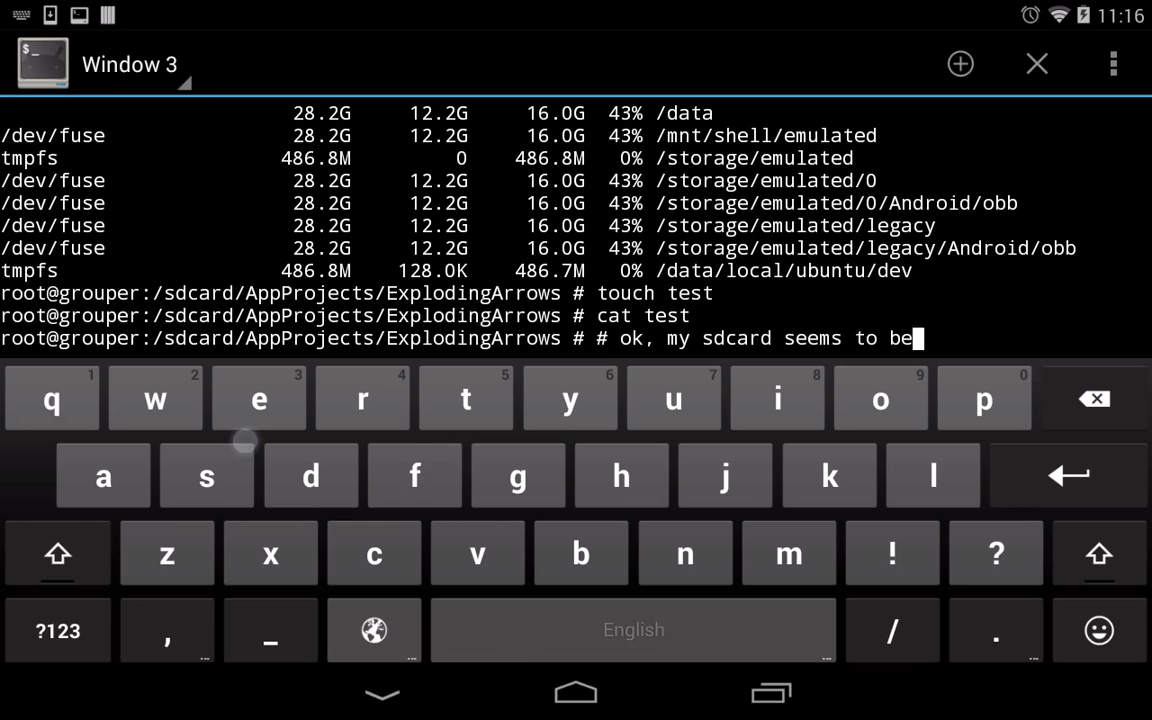 11:16
$_ Window 3
28.2G 12.2G 16.0G 43% /data
/dev/fuse 28.2G 12.2G 16.0G 43% /mnt/shell/emulated
tmpfs 486.8M 0 486.8M 0% /storage/emulated
/dev/fuse 28.2G 12.2G 16.0G 43% /storage/emulated/0
/dev/fuse 28.2G 12.2G 16.0G 43% /storage/emulated/0/Android/obb
/dev/fuse 28.2G 12.2G 16.0G 43% /storage/emulated/legacy
/dev/fuse 28.2G 12.2G 16.0G 43% /storage/emulated/legacy/Android/obb
tmpfs 486.8M 128.0K 486.7M 0% /data/local/ubuntu/dev
root@grouper:/sdcard/AppProjects/ExplodingArrows # touch test
root@grouper:/sdcard/AppProjects/ExplodingArrows # cat test
root@grouper:/sdcard/AppProjects/ExplodingArrows # # ok, my sdcard seems to be
q 1 w 2 e 3 r 4 t 5 y 6 u 7 i 8 o 9 p 0
a s d f g h j k l
z x c v b n m ! ?
?123 , ... _ ... English ... / . ...